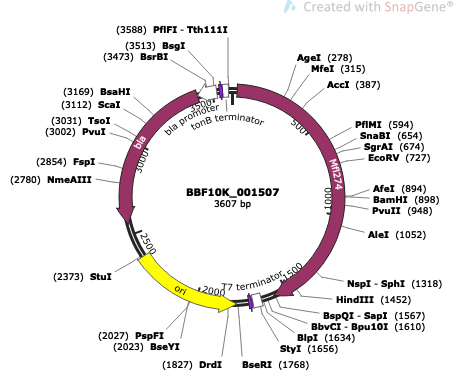 Created with SnapGene®
(3588) PflFI - Tth111I
(3513) BsgI
(3473) BsrBI
(3169) BsaHI
(3112) ScaI
(3031) TsoI
(3002) PvuI
(2854) FspI
(2780) NmeAIII
(2373) StuI
(2027) PspFI
(2023) BseYI
(1827) DrdI
AgeI (278)
MfeI (315)
AccI (387)
PflMI (594)
SnaBI (654)
SgrAI (674)
EcoRV (727)
AfeI (894)
BamHI (898)
PvuII (948)
AleI (1052)
NspI - SphI (1318)
HindIII (1452)
BspQI - SapI (1567)
BbvCI - Bpu10I (1610)
BlpI (1634)
StyI (1656)
BseRI (1768)
bla promoter
tonB terminator
bla
Mfl274
T7 terminator
ori
500
1000
1500
2000
2500
3000
3500
BBF10K_001507
3607 bp